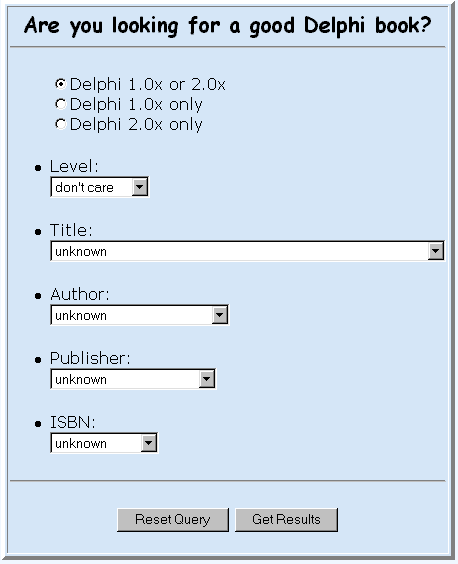 Are you looking for a good Delphi book?
Delphi 1.0x or 2.0x
Delphi 1.0x only
Delphi 2.0x only
Level:
don't care
Title:
unknown
Author:
unknown
Publisher:
unknown
ISBN:
unknown
Reset Query Get Results